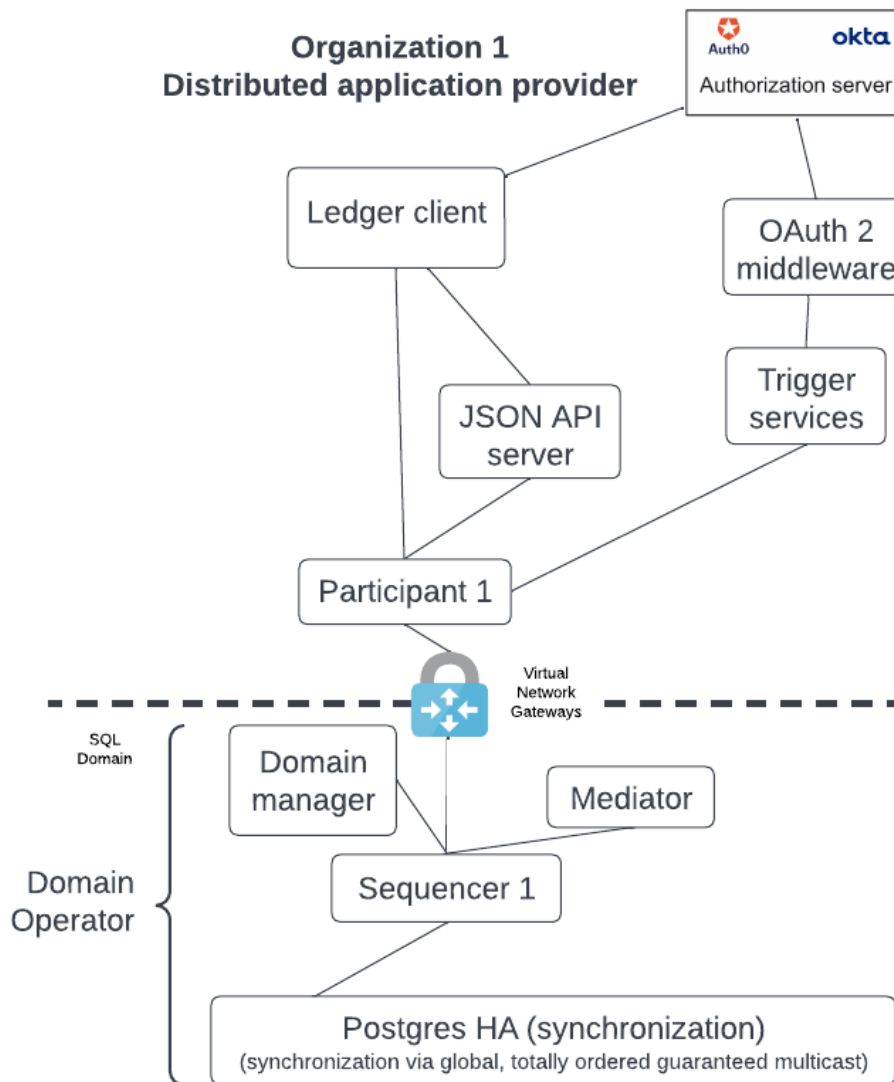 Organization 1
Distributed application provider
Auth0
okta
Authorization server
Ledger client
OAuth 2
middleware
JSON API
server
Trigger
services
Participant 1
Virtual
Network
Gateways
SQL
Domain
Domain
manager
Mediator
Domain
Operator
Sequencer 1
Postgres HA (synchronization)
(synchronization via global, totally ordered guaranteed multicast)